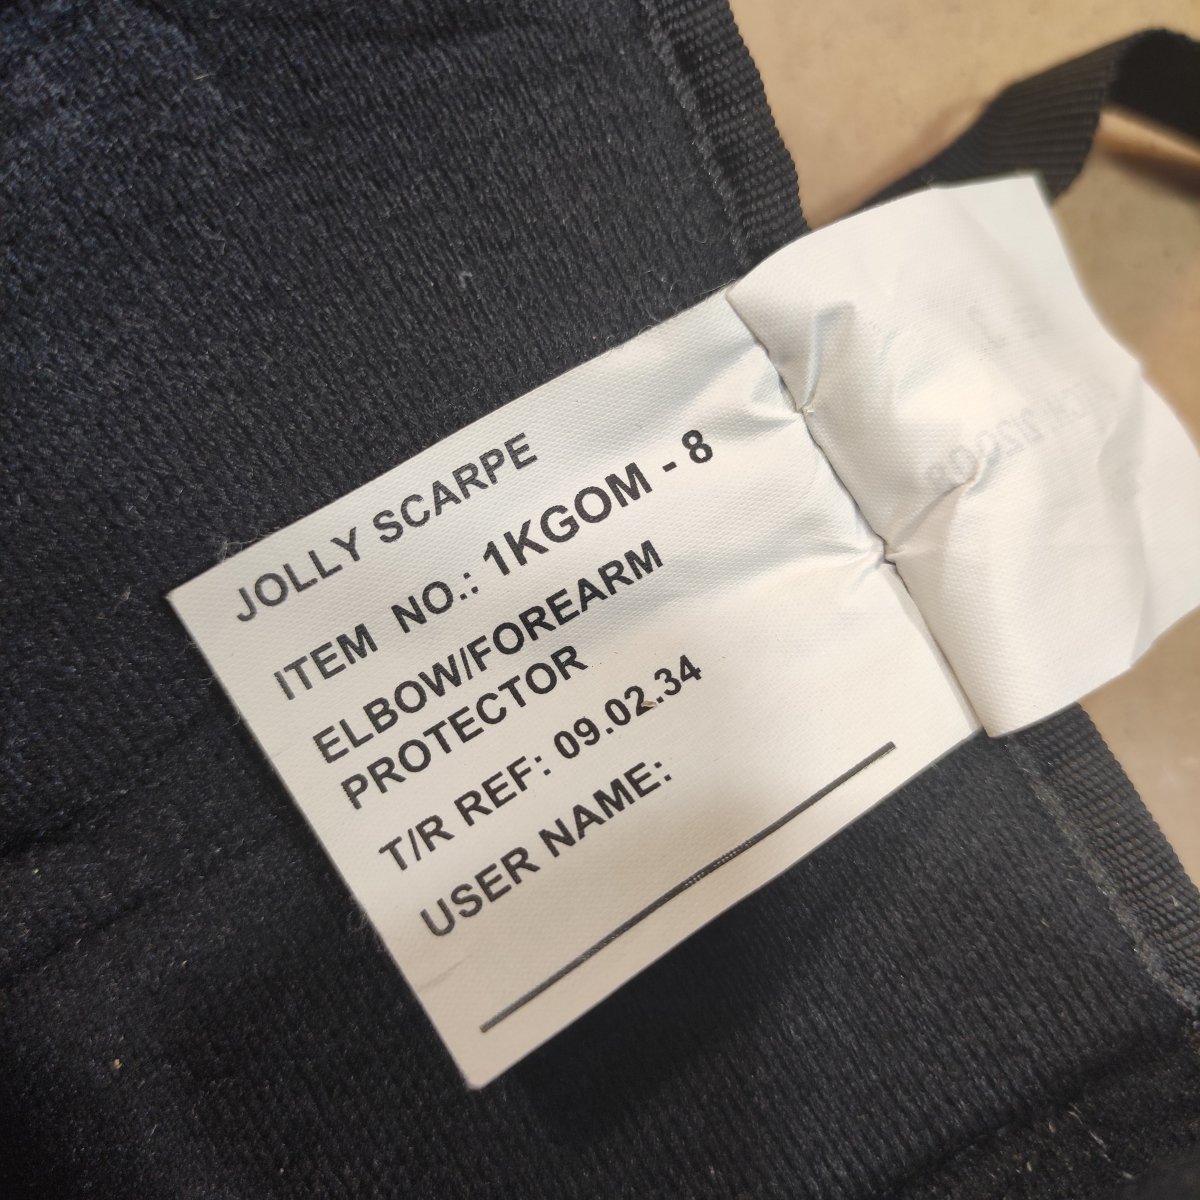 JOLLY SCARPE
ITEM NO.: 1KGOM - 8
ELBOW/FOREARM
PROTECTOR
T/R REF: 09.02.34
USER NAME: